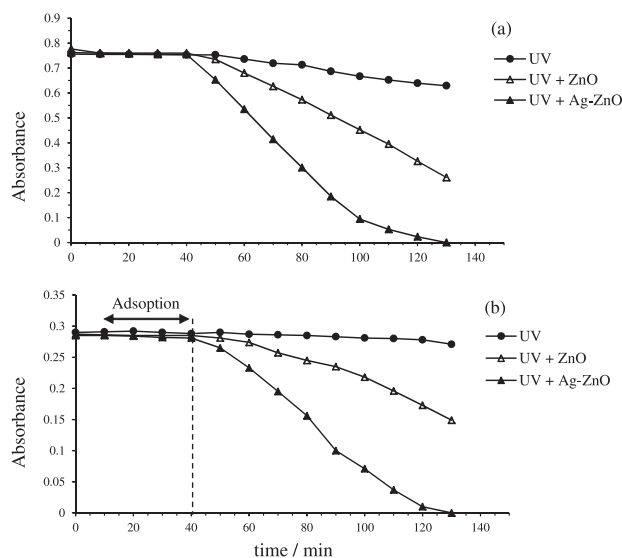 (a)
0.9
0.8
0.7
0.6
0.5
0.4
0.3
0.2
0.1
0
Absorbance
UV
UV + ZnO
UV + Ag-ZnO
0 20 40 60 80 100 120 140
(b)
0.35
0.3
0.25
0.2
0.15
0.1
0.05
0
Absorbance
Adsoption
UV
UV + ZnO
UV + Ag-ZnO
0 20 40 60 80 100 120 140
time / min